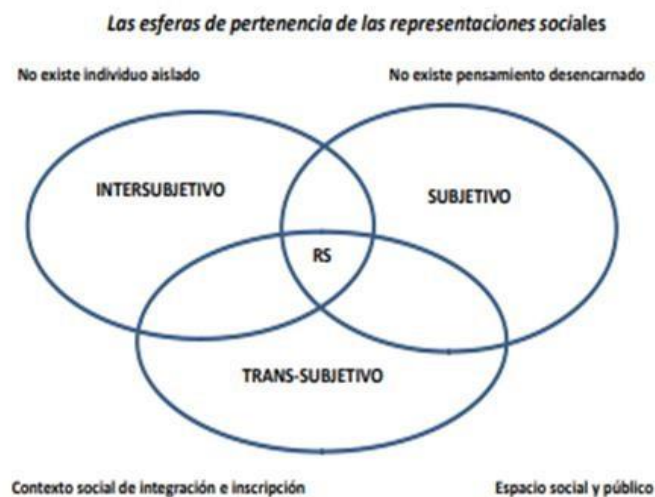 Las esferas de pertenencia de las representaciones sociales
No existe individuo aislado
No existe pensamiento desencarnado
INTERSUBJETIVO
SUBJETIVO
RS
TRANS-SUBJETIVO
Contexto social de integración e inscripción
Espacio social y público